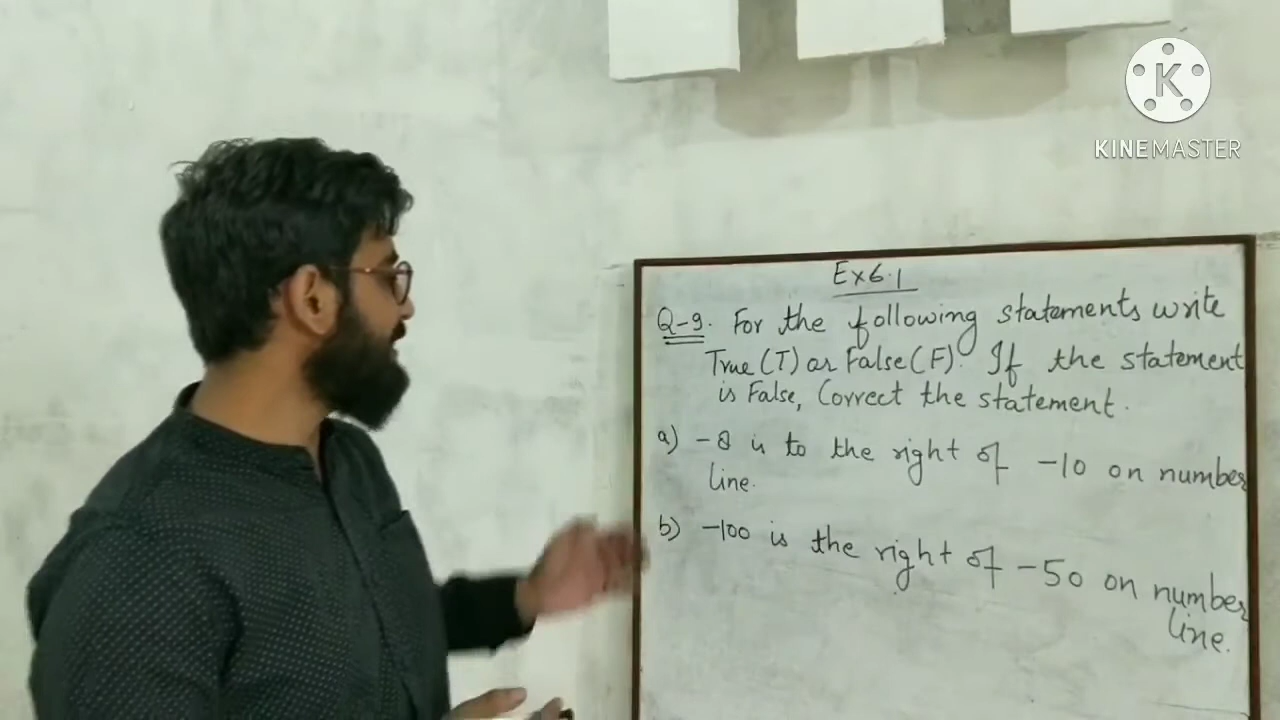 K
KINEMASTER
Ex 6.1
Q-9. For the following statements write
True (T) or False (F). If the statement
is False, Correct the statement.
a) -8 is to the right of -10 on number
line.
b) -100 is the right of -50 on number
line.